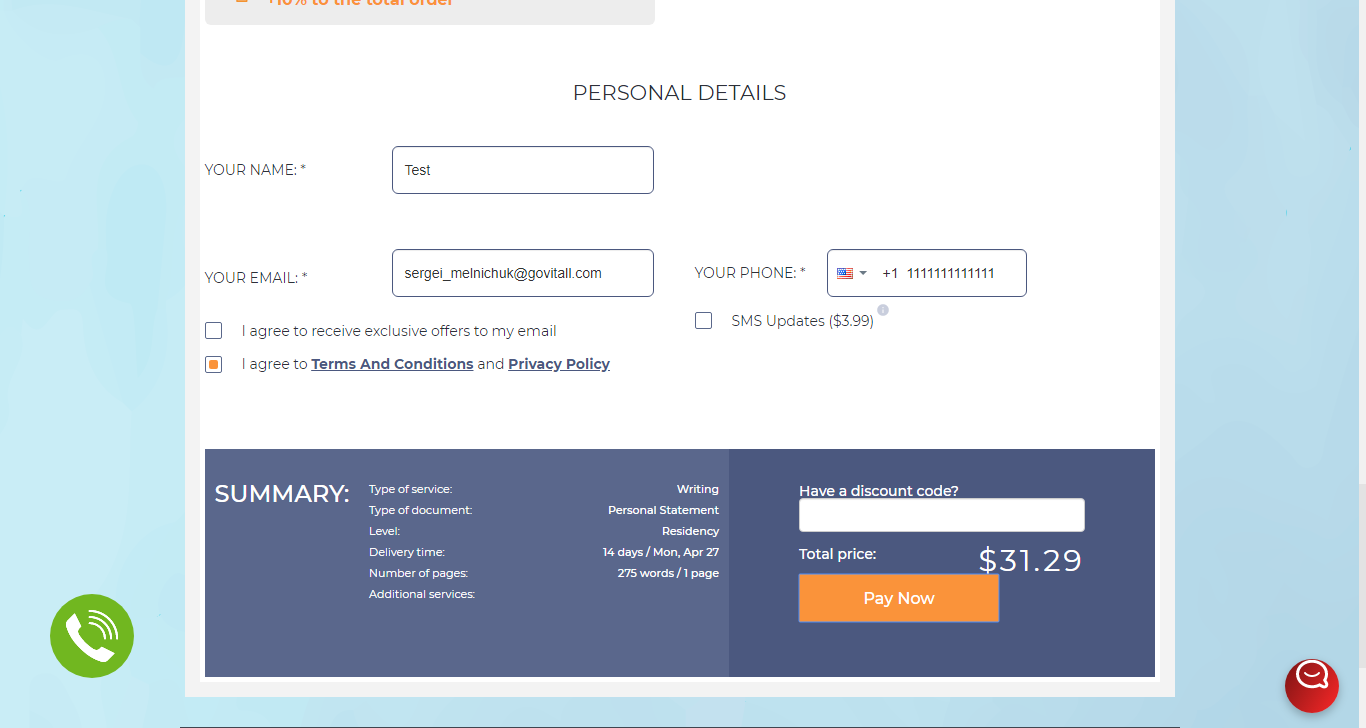 +10% to the total order
PERSONAL DETAILS
YOUR NAME: *
Test
YOUR EMAIL: *
sergei_melnichuk@govitall.com
YOUR PHONE: *
+1 1111111111111
I agree to receive exclusive offers to my email
SMS Updates ($3.99)
I agree to Terms And Conditions and Privacy Policy
SUMMARY:
Type of service: Writing
Type of document: Personal Statement
Level: Residency
Delivery time: 14 days / Mon, Apr 27
Number of pages: 275 words / 1 page
Additional services:
Have a discount code?
Total price: $31.29
Pay Now